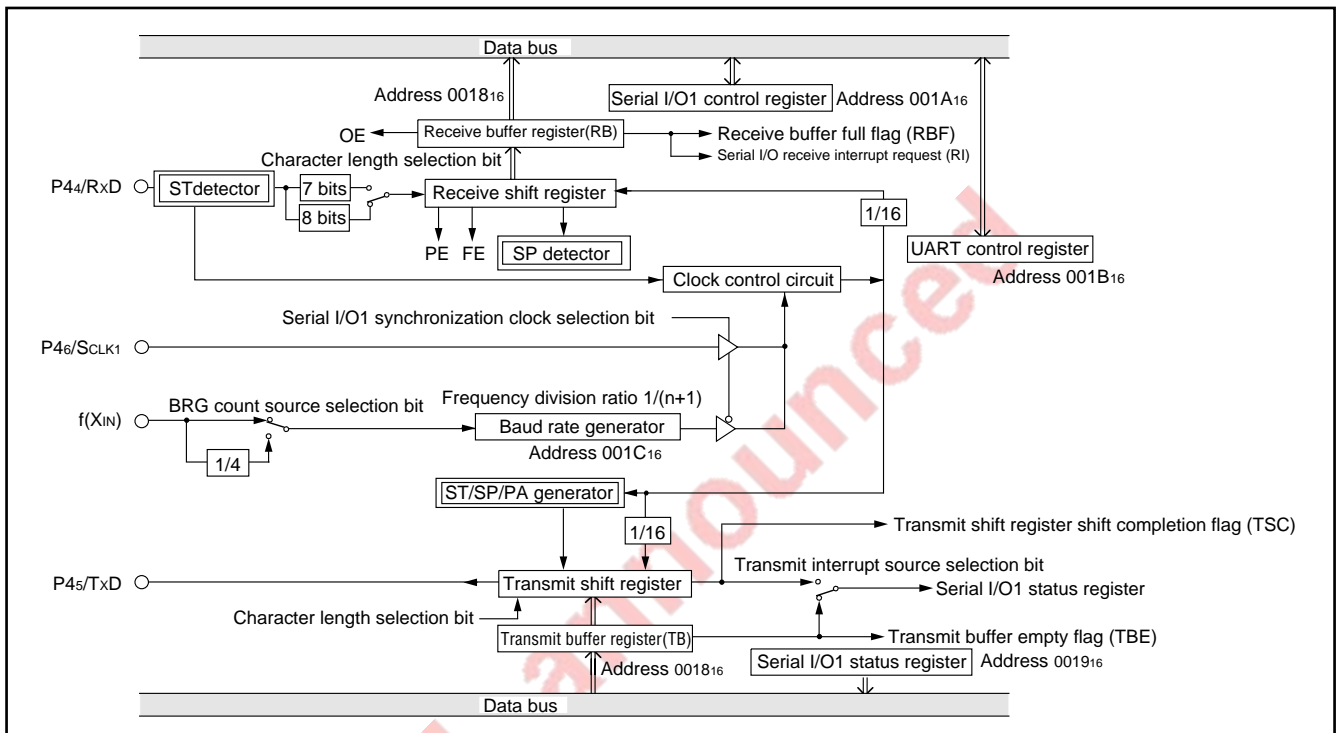 Data bus
Address 0018₁₆
Serial I/O1 control register Address 001A₁₆
OE Receive buffer register(RB) Receive buffer full flag (RBF)
Character length selection bit Serial I/O receive interrupt request (RI)
P4₄/RxD STdetector 7 bits Receive shift register
8 bits 1/16
PE FE SP detector UART control register
Clock control circuit Address 001B₁₆
Serial I/O1 synchronization clock selection bit
P4₆/SCLK1
BRG count source selection bit Frequency division ratio 1/(n+1)
f(XIN) Baud rate generator
1/4 Address 001C₁₆
ST/SP/PA generator
1/16 Transmit shift register shift completion flag (TSC)
Transmit interrupt source selection bit
P4₅/TxD Transmit shift register Serial I/O1 status register
Character length selection bit
Transmit buffer register(TB) Transmit buffer empty flag (TBE)
Address 0018₁₆ Serial I/O1 status register Address 0019₁₆
Data bus
announced